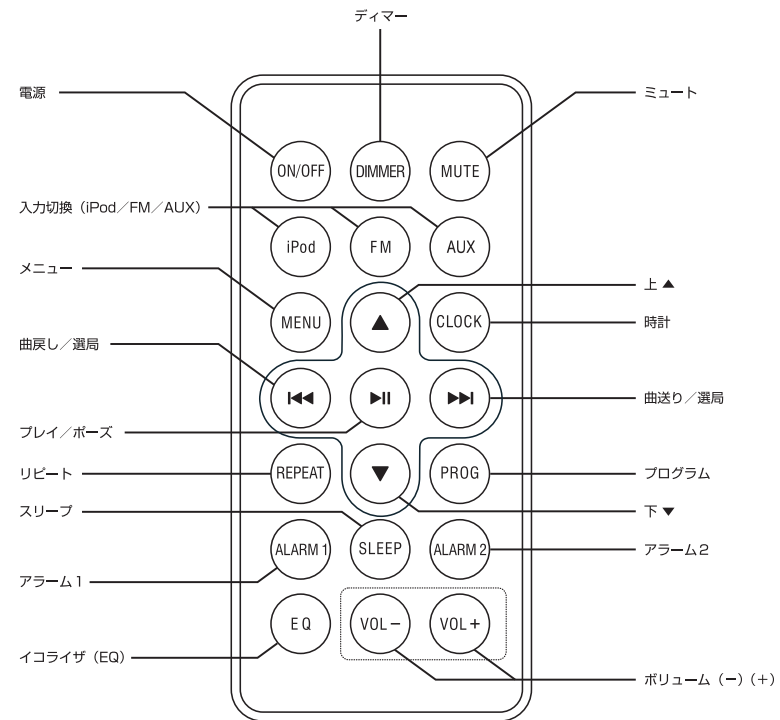 ディマー
電源
ミュート
ON/OFF
DIMMER
MUTE
入力切換（iPod／FM／AUX）
iPod
FM
AUX
メニュー
上 ▲
MENU
▲
CLOCK
時計
曲戻し／選局
曲送り／選局
プレイ／ポーズ
リピート
REPEAT
▼
PROG
プログラム
スリープ
下 ▼
ALARM 1
SLEEP
ALARM 2
アラーム2
アラーム1
EQ
VOL −
VOL +
イコライザ（EQ）
ボリューム（−）（+）